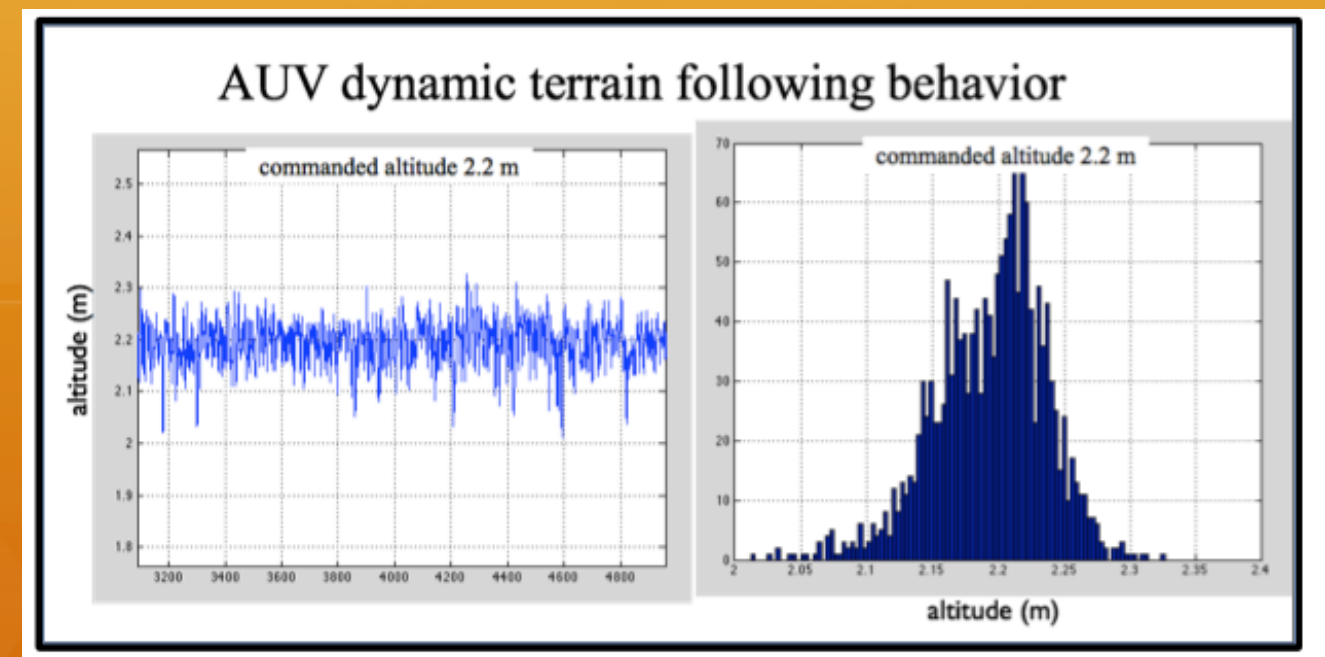 AUV dynamic terrain following behavior
commanded altitude 2.2 m
2.5
2.4
2.3
2.2
2.1
2
1.9
1.8
altitude (m)
3200 3400 3600 3800 4000 4200 4400 4600 4800
commanded altitude 2.2 m
70
60
50
40
30
20
10
0
2 2.05 2.1 2.15 2.2 2.25 2.3 2.35 2.4
altitude (m)